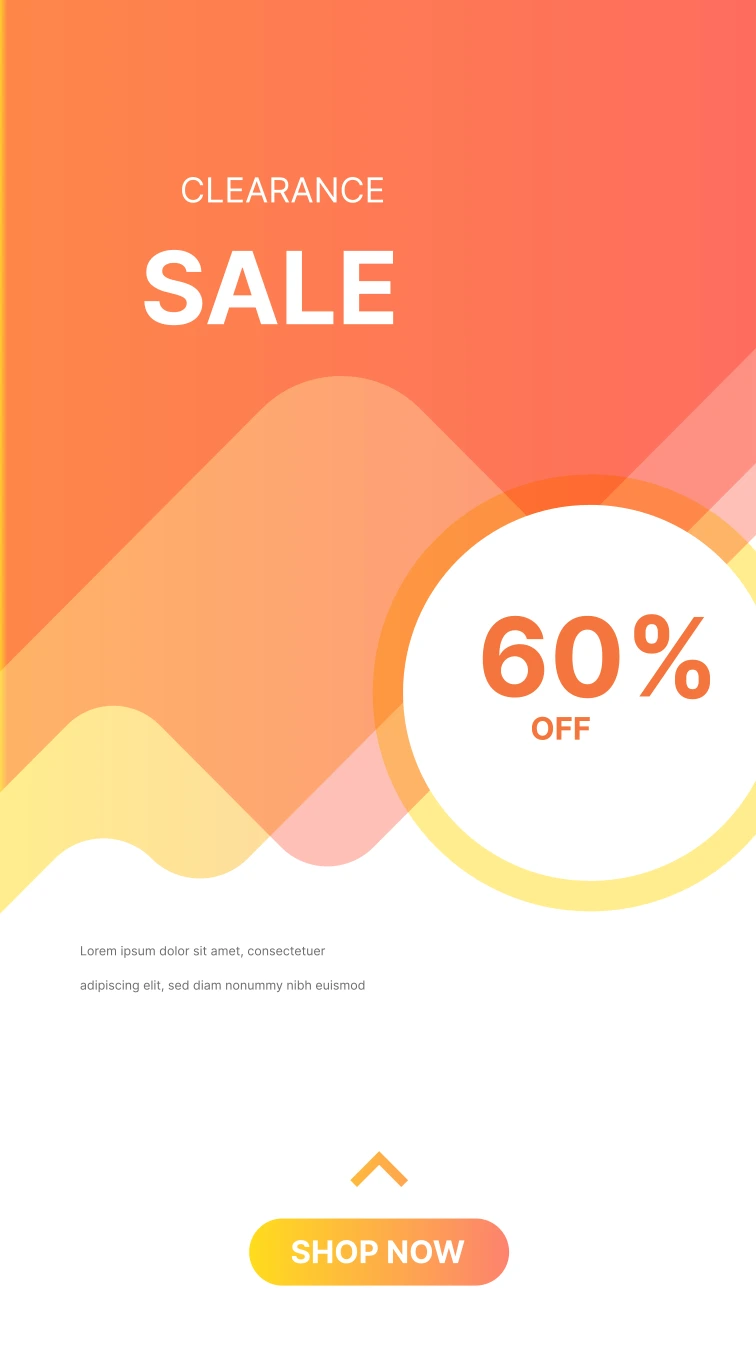 CLEARANCE
SALE
60%
OFF
Lorem ipsum dolor sit amet, consectetuer
adipiscing elit, sed diam nonummy nibh euismod
SHOP NOW